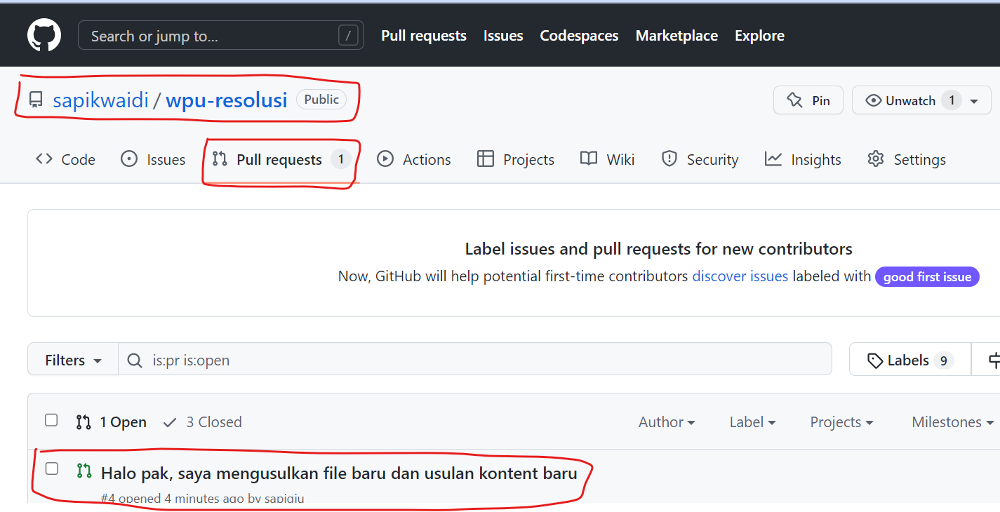 Search or jump to... / Pull requests Issues Codespaces Marketplace Explore
sapikwaidi / wpu-resolusi Public Pin Unwatch 1
Code Issues Pull requests 1 Actions Projects Wiki Security Insights Settings
Label issues and pull requests for new contributors
Now, GitHub will help potential first-time contributors discover issues labeled with good first issue
Filters is:pr is:open Labels 9
1 Open 3 Closed Author Label Projects Milestones
Halo pak, saya mengusulkan file baru dan usulan kontent baru
#4 opened 4 minutes ago by sapiqiu